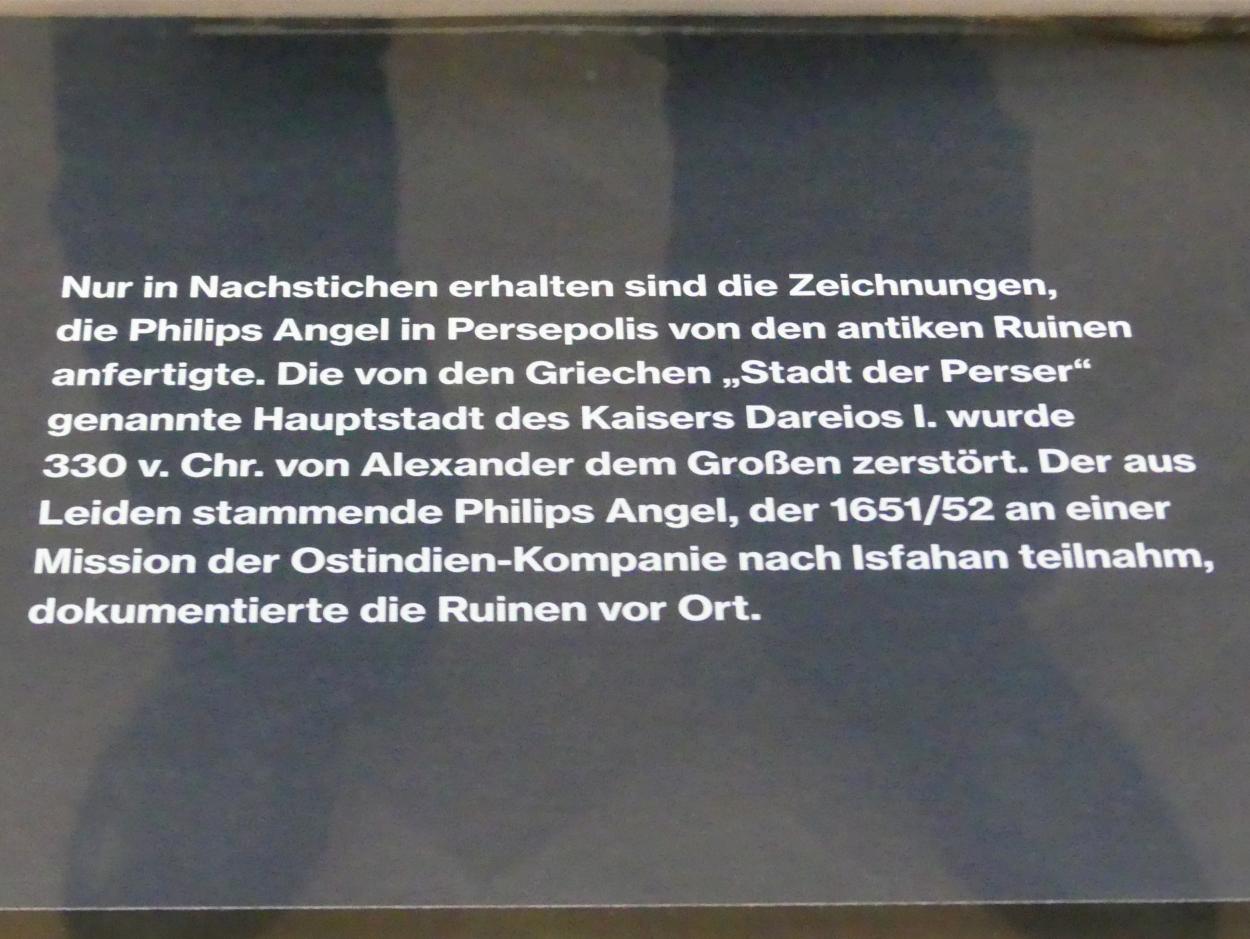 Nur in Nachstichen erhalten sind die Zeichnungen,
die Philips Angel in Persepolis von den antiken Ruinen
anfertigte. Die von den Griechen „Stadt der Perser“
genannte Hauptstadt des Kaisers Dareios I. wurde
330 v. Chr. von Alexander dem Großen zerstört. Der aus
Leiden stammende Philips Angel, der 1651/52 an einer
Mission der Ostindien-Kompanie nach Isfahan teilnahm,
dokumentierte die Ruinen vor Ort.